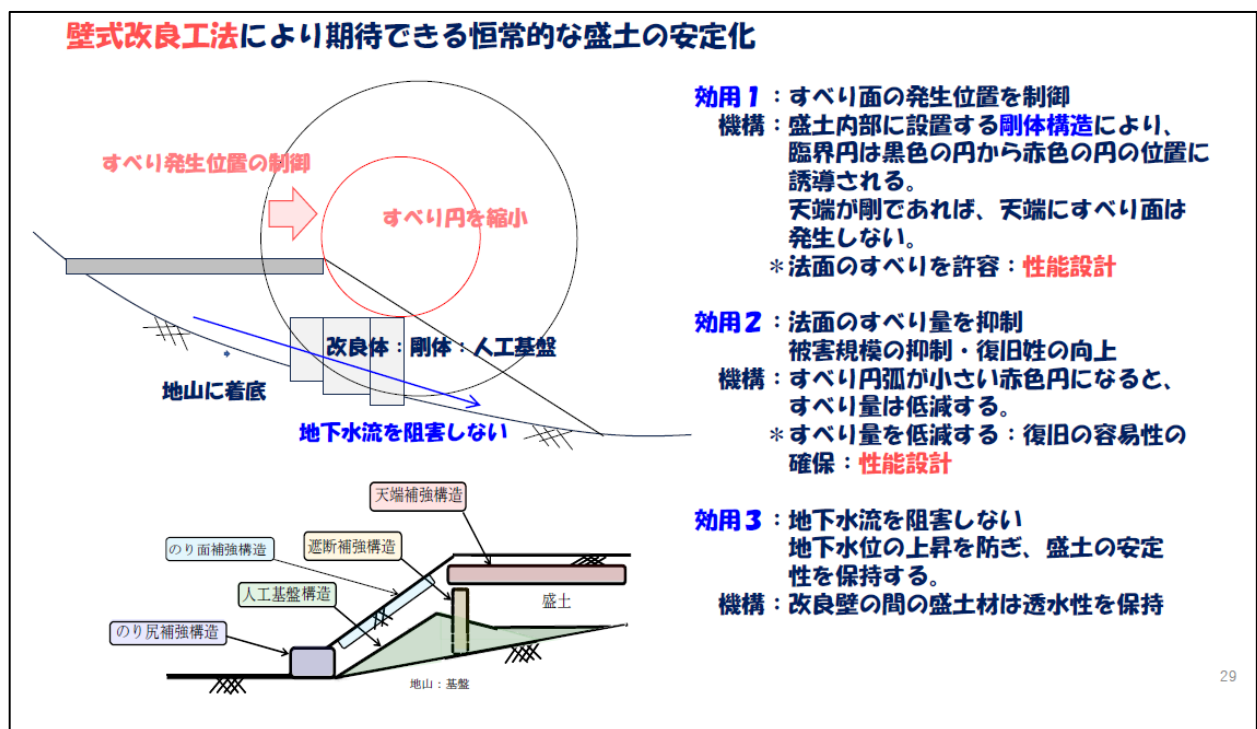 壁式改良工法により期待できる恒常的な盛土の安定化
すべり発生位置の制御
すべり円を縮小
改良体：剛体：人工基盤
地山に着底
地下水流を阻害しない
天端補強構造
のり面補強構造
遮断補強構造
人工基盤構造
盛土
のり尻補強構造
地山：基盤
効用１：すべり面の発生位置を制御
機構：盛土内部に設置する剛体構造により、
臨界円は黒色の円から赤色の円の位置に
誘導される。
天端が剛であれば、天端にすべり面は
発生しない。
＊法面のすべりを許容：性能設計
効用２：法面のすべり量を抑制
被害規模の抑制・復旧性の向上
機構：すべり円弧が小さい赤色円になると、
すべり量は低減する。
＊すべり量を低減する：復旧の容易性の
確保：性能設計
効用３：地下水流を阻害しない
地下水位の上昇を防ぎ、盛土の安定
性を保持する。
機構：改良壁の間の盛土材は透水性を保持
29